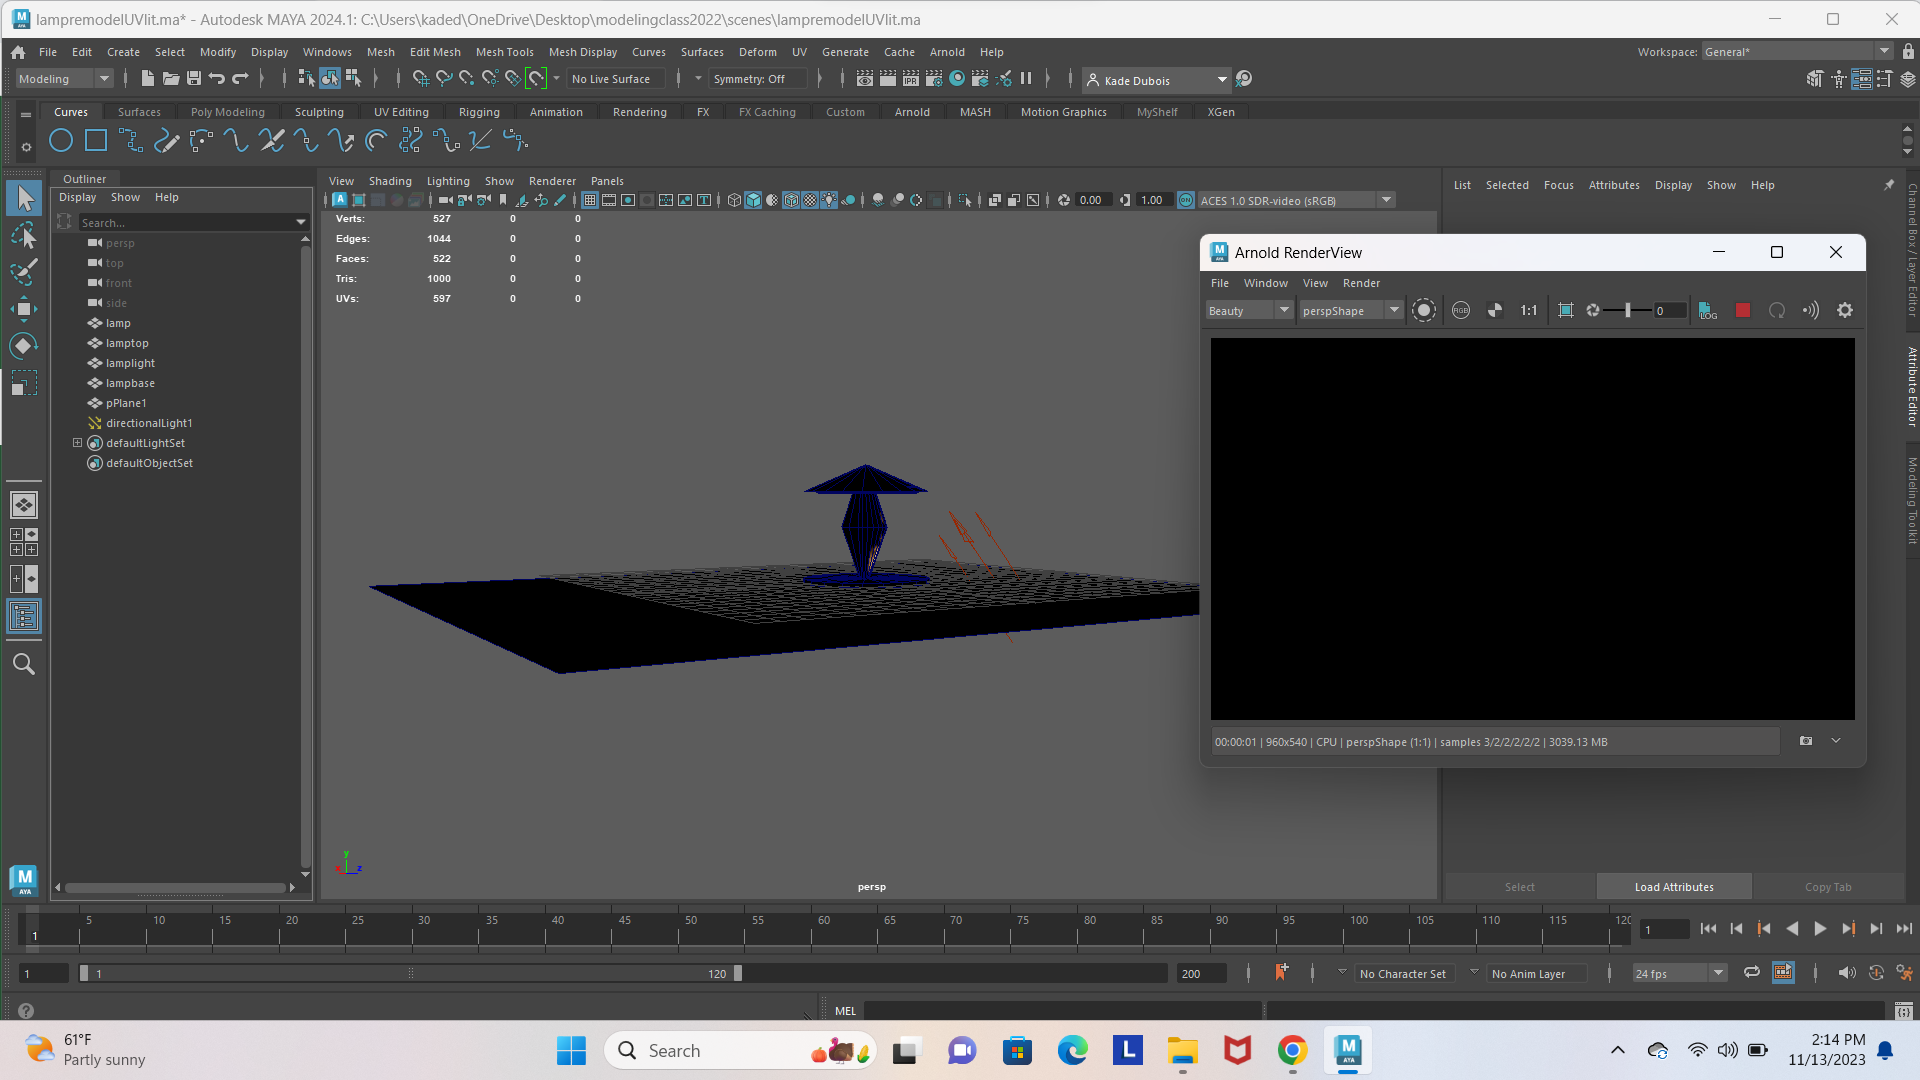 lampremodelUVlit.ma* - Autodesk MAYA 2024.1: C:\Users\kaded\OneDrive\Desktop\modelingclass2022\scenes\lampremodelUVlit.ma
File Edit Create Select Modify Display Windows Mesh Edit Mesh Mesh Tools Mesh Display Curves Surfaces Deform UV Generate Cache Arnold Help
Workspace: General*
Modeling No Live Surface Symmetry: Off Kade Dubois
Curves Surfaces Poly Modeling Sculpting UV Editing Rigging Animation Rendering FX FX Caching Custom Arnold MASH Motion Graphics MyShelf XGen
Outliner
Display Show Help
Search...
persp
top
front
side
lamp
lamptop
lamplight
lampbase
pPlane1
directionalLight1
defaultLightSet
defaultObjectSet
View Shading Lighting Show Renderer Panels
0.00 1.00 ACES 1.0 SDR-video (sRGB)
Verts: 527 0 0
Edges: 1044 0 0
Faces: 522 0 0
Tris: 1000 0 0
UVs: 597 0 0
persp
y
z
List Selected Focus Attributes Display Show Help
Arnold RenderView
File Window View Render
Beauty perspShape RGB 1:1 0 LOG
00:00:01 | 960x540 | CPU | perspShape (1:1) | samples 3/2/2/2/2/2 | 3039.13 MB
Channel Box / Layer Editor
Attribute Editor
Modeling Toolkit
Select Load Attributes Copy Tab
M
AYA
5 10 15 20 25 30 35 40 45 50 55 60 65 70 75 80 85 90 95 100 105 110 115 120
1 1
1 1 120 200 No Character Set No Anim Layer 24 fps
MEL
61°F
Partly sunny
Search
2:14 PM
11/13/2023